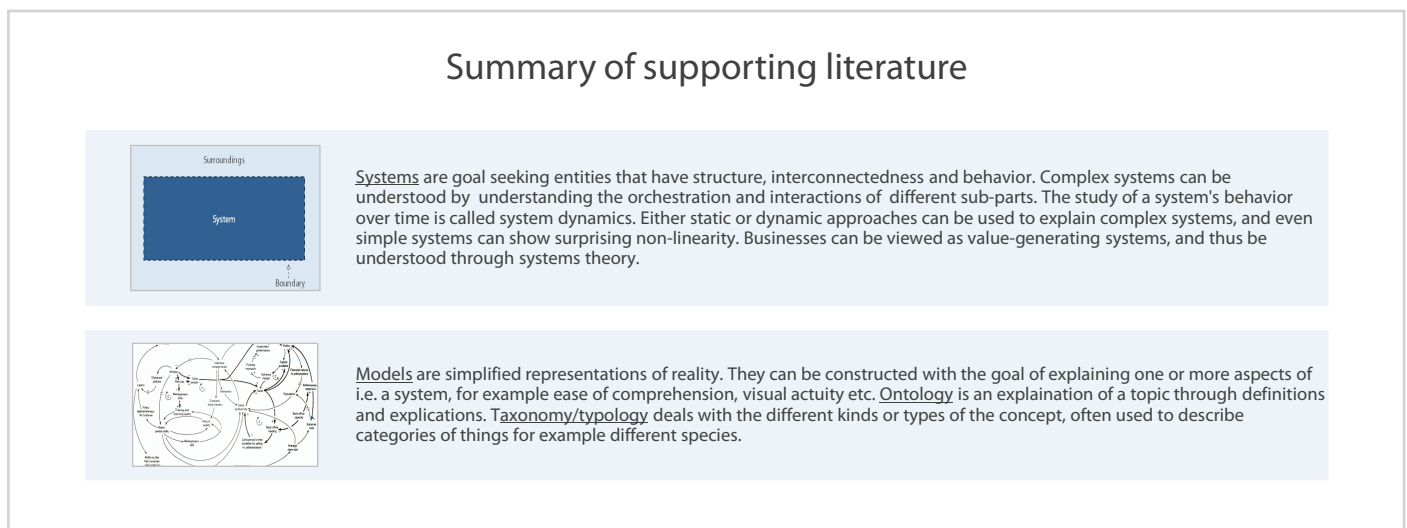 Summary of supporting literature
Surroundings
System
Boundary
Systems are goal seeking entities that have structure, interconnectedness and behavior. Complex systems can be
understood by understanding the orchestration and interactions of different sub-parts. The study of a system's behavior
over time is called system dynamics. Either static or dynamic approaches can be used to explain complex systems, and even
simple systems can show surprising non-linearity. Businesses can be viewed as value-generating systems, and thus be
understood through systems theory.
Models are simplified representations of reality. They can be constructed with the goal of explaining one or more aspects of
i.e. a system, for example ease of comprehension, visual actuity etc. Ontology is an explaination of a topic through definitions
and explications. Taxonomy/typology deals with the different kinds or types of the concept, often used to describe
categories of things for example different species.